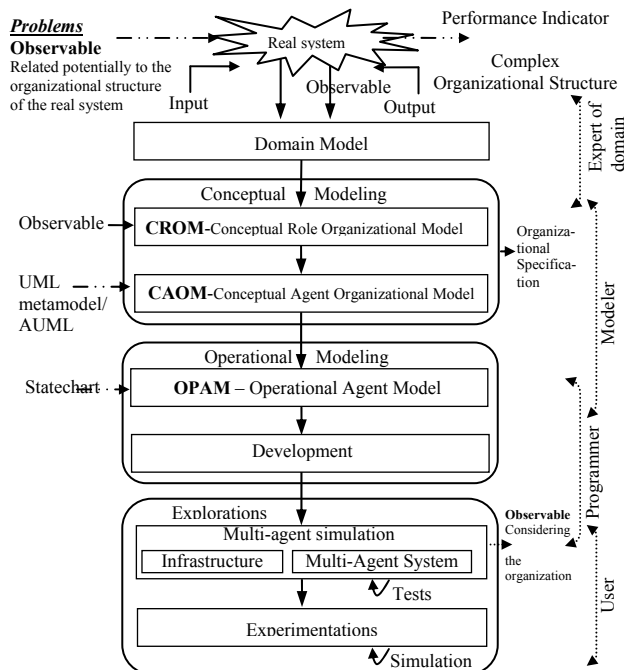 Problems
Observable
Related potentially to the
organizational structure
of the real system
Real system
Performance Indicator
Complex
Organizational Structure
Input
Observable
Output
Domain Model
Expert of
domain
Conceptual Modeling
Observable
CROM-Conceptual Role Organizational Model
Organiza-
tional
Specifica-
tion
UML
metamodel/
AUML
CAOM-Conceptual Agent Organizational Model
Modeler
Operational Modeling
Statechart
OPAM – Operational Agent Model
Development
Programmer
Explorations
Multi-agent simulation
Infrastructure
Multi-Agent System
Observable
Considering
the
organization
Tests
Experimentations
Simulation
User